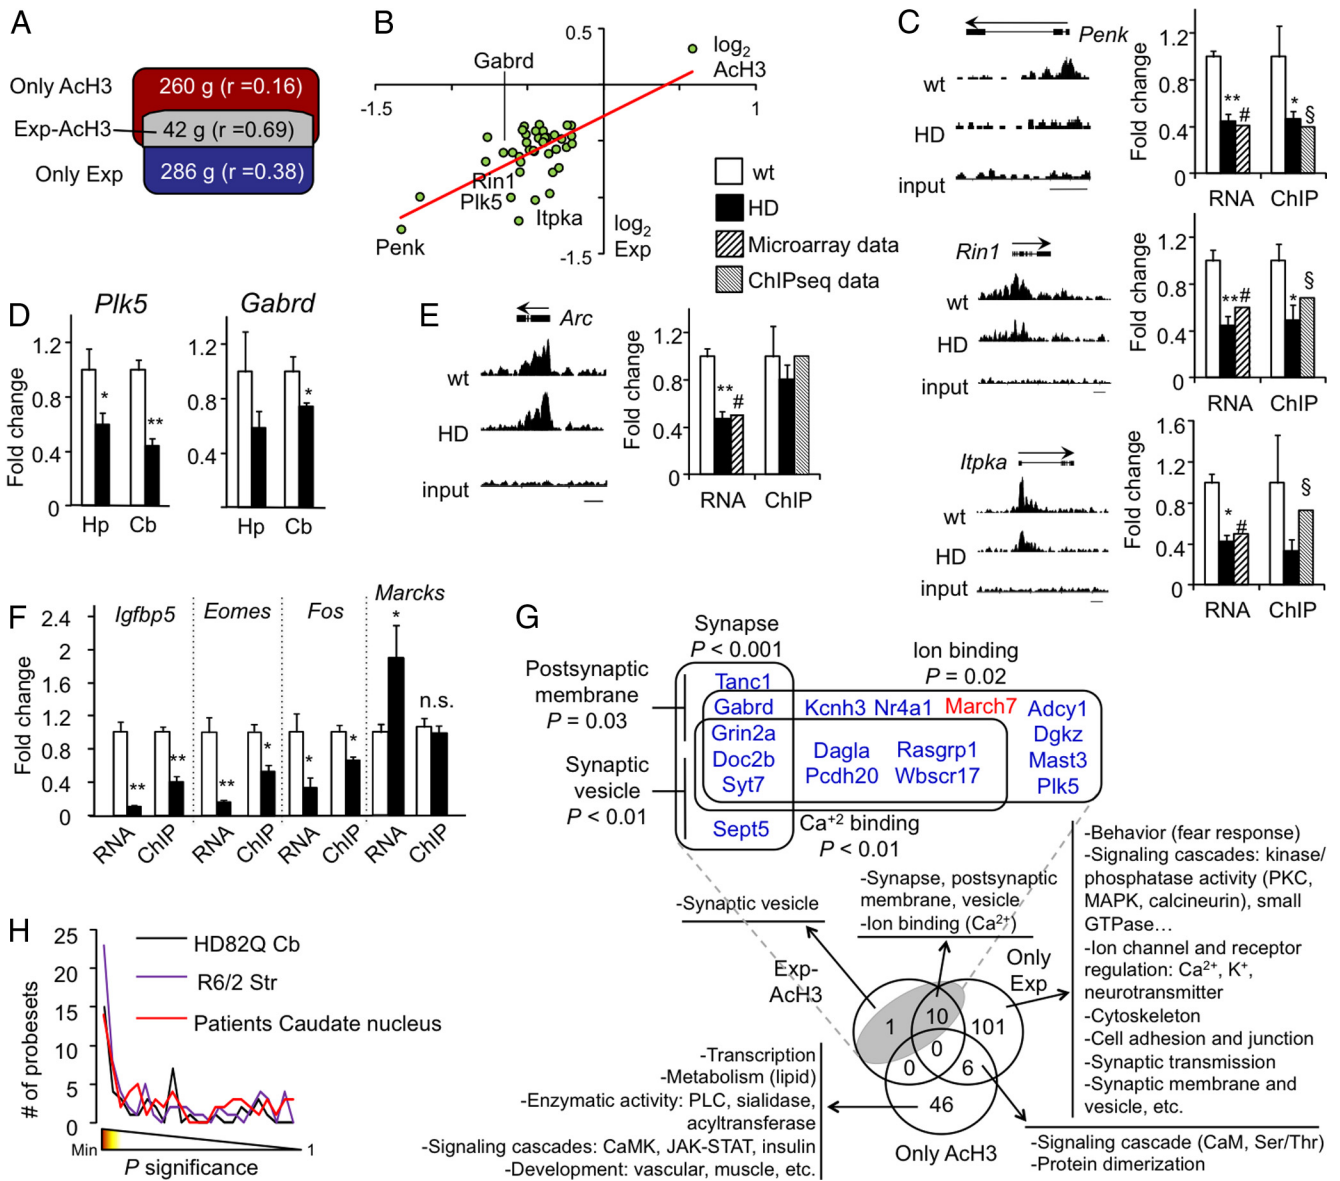 A
Only AcH3
260 g (r =0.16)
Exp-AcH3
42 g (r =0.69)
Only Exp
286 g (r =0.38)
B
0.5
log2
AcH3
Gabrd
-1.5
1
Rin1
Plk5
Itpka
Penk
log2
Exp
-1.5
wt
HD
Microarray data
ChIPseq data
C
Penk
wt
HD
input
Fold change
1.2
0.8
0.4
0
** # * §
RNA ChIP
Rin1
wt
HD
input
Fold change
1.2
0.8
0.4
0
** # * §
RNA ChIP
Itpka
wt
HD
input
Fold change
1.6
1.2
0.8
0.4
0
* # §
RNA ChIP
D
Plk5
Fold change
1.2
0.8
0.4
0
* **
Hp Cb
Gabrd
1.2
0.8
0.4
*
Hp Cb
E
Arc
wt
HD
input
Fold change
1.2
0.8
0.4
0
** #
RNA ChIP
F
Igfbp5 Eomes Fos Marcks
Fold change
2.4
2
1.6
1.2
0.8
0.4
0
** ** ** * * * * n.s.
RNA ChIP RNA ChIP RNA ChIP RNA ChIP
G
Synapse
P < 0.001
Ion binding
P = 0.02
Postsynaptic
membrane
P = 0.03
Synaptic
vesicle
P < 0.01
Tanc1
Gabrd Kcnh3 Nr4a1 March7 Adcy1
Grin2a Dgkz
Doc2b Dagla Rasgrp1 Mast3
Syt7 Pcdh20 Wbscr17 Plk5
Sept5
Ca+2 binding
P < 0.01
-Synaptic vesicle
-Synapse, postsynaptic
membrane, vesicle
-Ion binding (Ca2+)
-Behavior (fear response)
-Signaling cascades: kinase/
phosphatase activity (PKC,
MAPK, calcineurin), small
GTPase…
-Ion channel and receptor
regulation: Ca2+, K+,
neurotransmitter
-Cytoskeleton
-Cell adhesion and junction
-Synaptic transmission
-Synaptic membrane and
vesicle, etc.
Exp-
AcH3
Only
Exp
1 10 101
0
0 6
46
Only AcH3
-Transcription
-Metabolism (lipid)
-Enzymatic activity: PLC, sialidase,
acyltransferase
-Signaling cascades: CaMK, JAK-STAT, insulin
-Development: vascular, muscle, etc.
-Signaling cascade (CaM, Ser/Thr)
-Protein dimerization
H
# of probesets
25
20
15
10
5
0
HD82Q Cb
R6/2 Str
Patients Caudate nucleus
Min
1
P significance